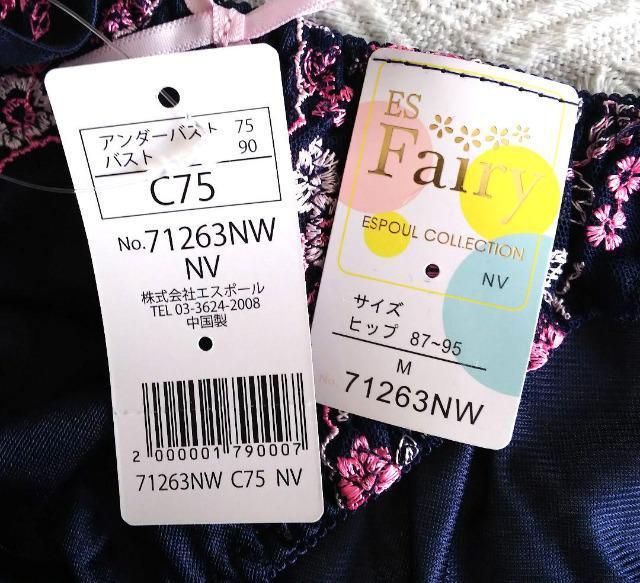 アンダーバスト 75
バスト 90
C75
No.71263NW
NV
株式会社エスポール
TEL 03-3624-2008
中国製
2 000001 790007
71263NW C75 NV
ES
Fairy
ESPOUL COLLECTION
NV
サイズ
ヒップ 87~95
M
No. 71263NW